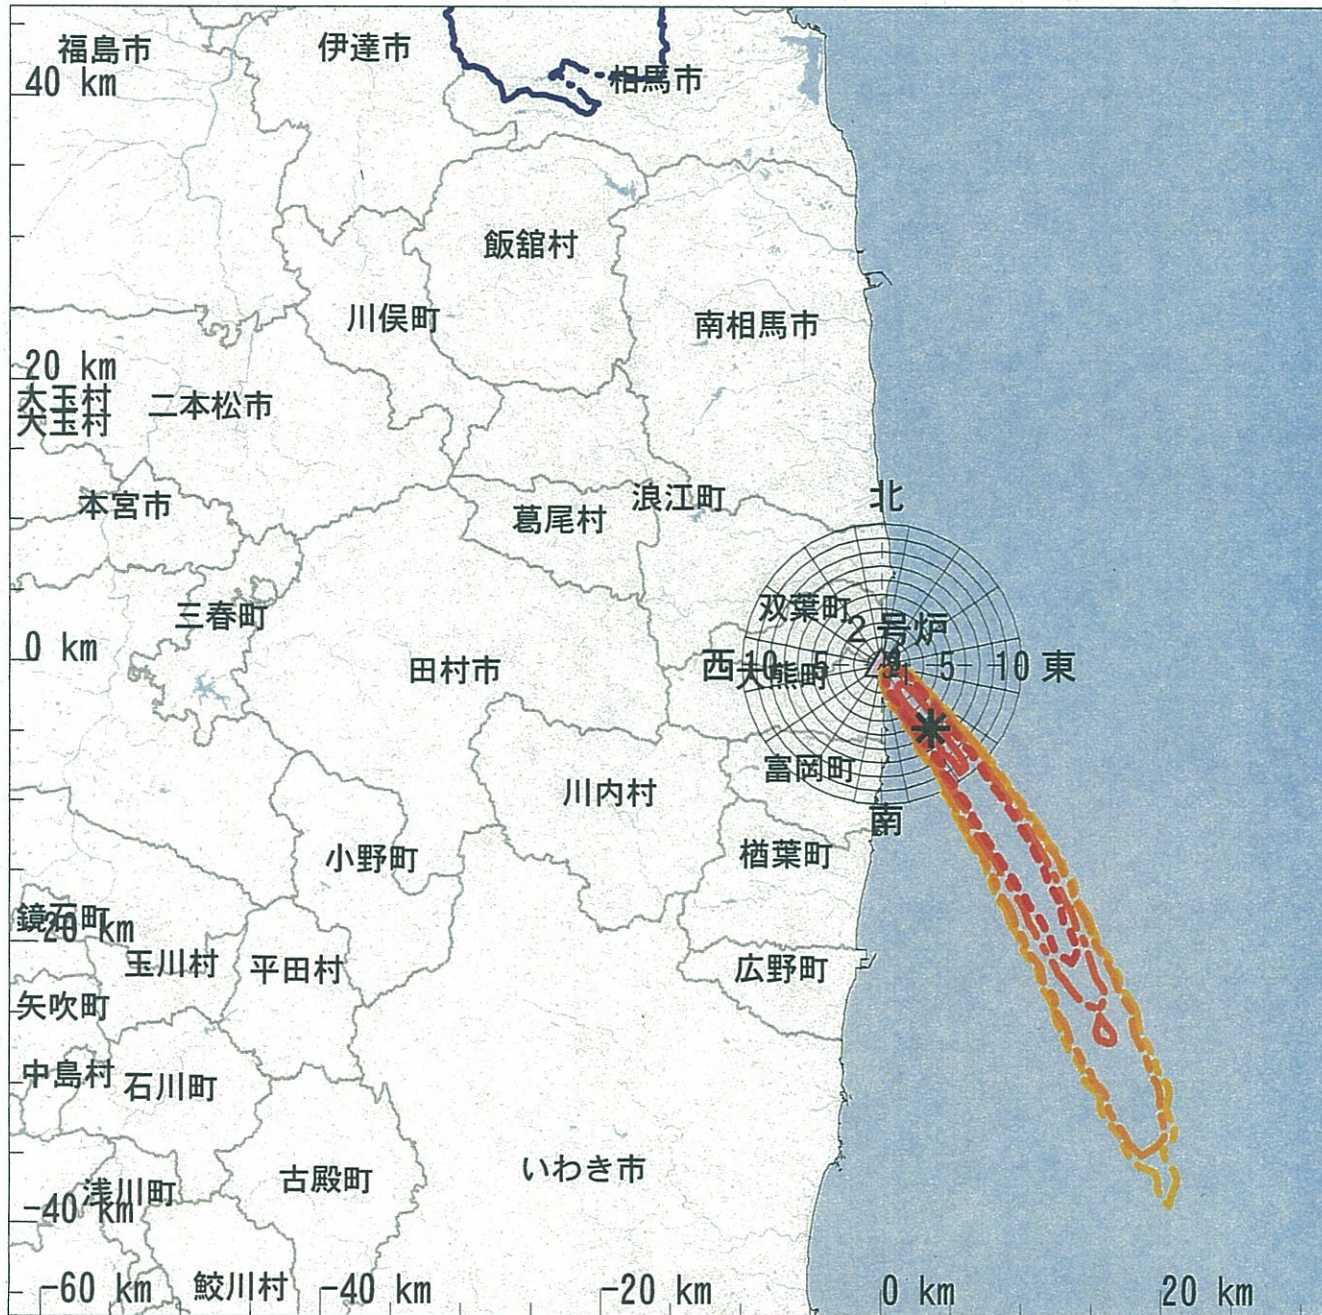 福島市
伊達市
40 km
相馬市
飯舘村
川俣町
南相馬市
20 km
大玉村
大玉村
二本松市
本宮市
葛尾村
浪江町
北
三春町
双葉町
2号炉
0 km
田村市
西 10 5
5 10 東
大熊町
川内村
富岡町
南
小野町
楢葉町
鏡石町
-20 km
玉川村
平田村
広野町
矢吹町
中島村
石川町
いわき市
古殿町
浅川町
-40 km
-60 km
鮫川村
-40 km
-20 km
0 km
20 km